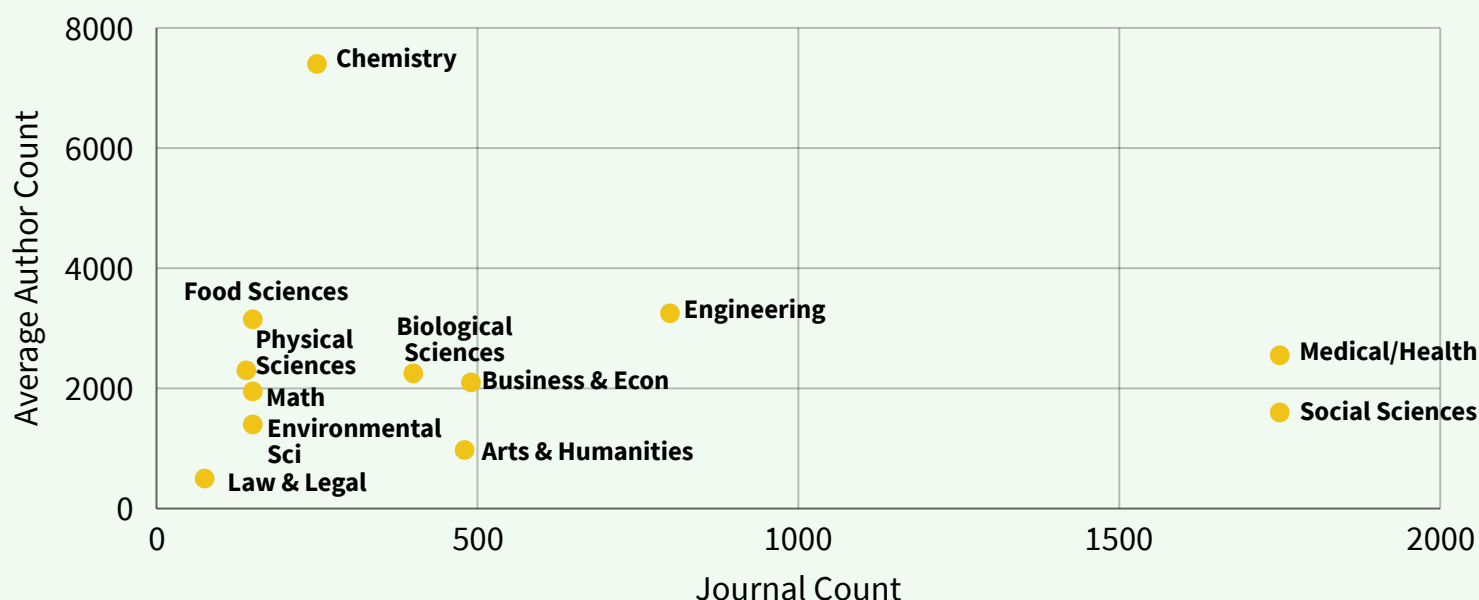 8000
Chemistry
6000
Average Author Count
4000
Food Sciences
Engineering
Biological
Sciences
Physical
Sciences
Medical/Health
2000
Business & Econ
Math
Social Sciences
Environmental
Sci
Arts & Humanities
Law & Legal
0
0 500 1000 1500 2000
Journal Count